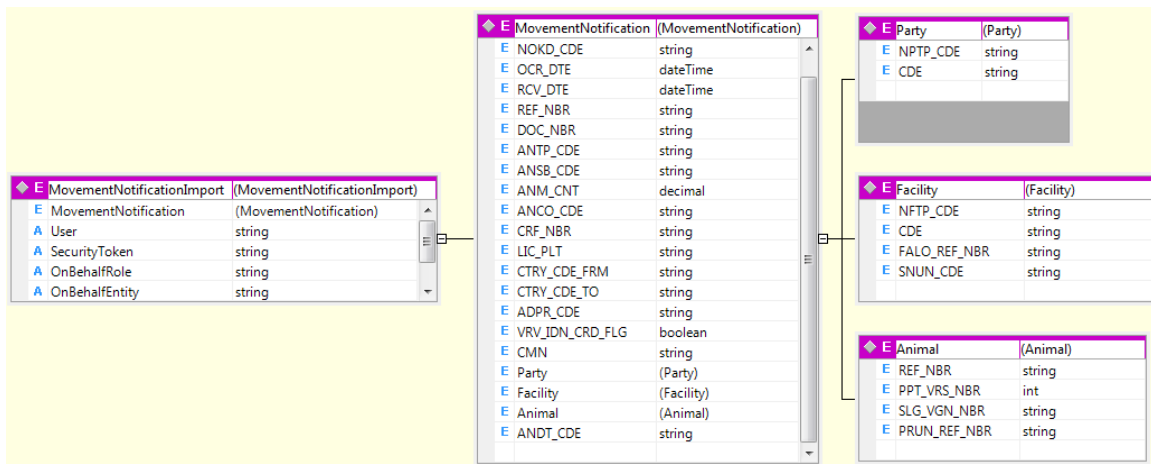 E MovementNotificationImport (MovementNotificationImport)
E MovementNotification (MovementNotification)
A User string
A SecurityToken string
A OnBehalfRole string
A OnBehalfEntity string
E MovementNotification (MovementNotification)
E NOKD_CDE string
E OCR_DTE dateTime
E RCV_DTE dateTime
E REF_NBR string
E DOC_NBR string
E ANTP_CDE string
E ANSB_CDE string
E ANM_CNT decimal
E ANCO_CDE string
E CRF_NBR string
E LIC_PLT string
E CTRY_CDE_FRM string
E CTRY_CDE_TO string
E ADPR_CDE string
E VRV_IDN_CRD_FLG boolean
E CMN string
E Party (Party)
E Facility (Facility)
E Animal (Animal)
E ANDT_CDE string
E Party (Party)
E NPTP_CDE string
E CDE string
E Facility (Facility)
E NFTP_CDE string
E CDE string
E FALO_REF_NBR string
E SNUN_CDE string
E Animal (Animal)
E REF_NBR string
E PPT_VRS_NBR int
E SLG_VGN_NBR string
E PRUN_REF_NBR string